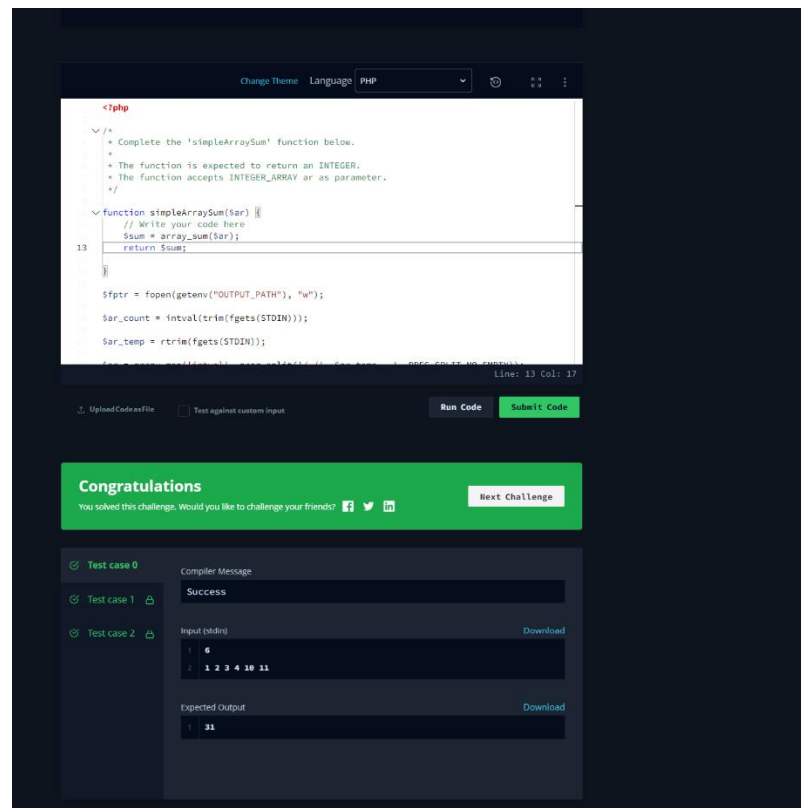 Change Theme Language PHP
<?php
/*
* Complete the 'simpleArraySum' function below.
*
* The function is expected to return an INTEGER.
* The function accepts INTEGER_ARRAY ar as parameter.
*/
function simpleArraySum($ar) {
// Write your code here
$sum = array_sum($ar);
13 return $sum;
}
$fptr = fopen(getenv("OUTPUT_PATH"), "w");
$ar_count = intval(trim(fgets(STDIN)));
$ar_temp = rtrim(fgets(STDIN));
Line: 13 Col: 17
Upload Code as File Test against custom input Run Code Submit Code
Congratulations
You solved this challenge. Would you like to challenge your friends?
Next Challenge
Test case 0
Test case 1
Test case 2
Compiler Message
Success
Input (stdin) Download
1 6
2 1 2 3 4 10 11
Expected Output Download
1 31